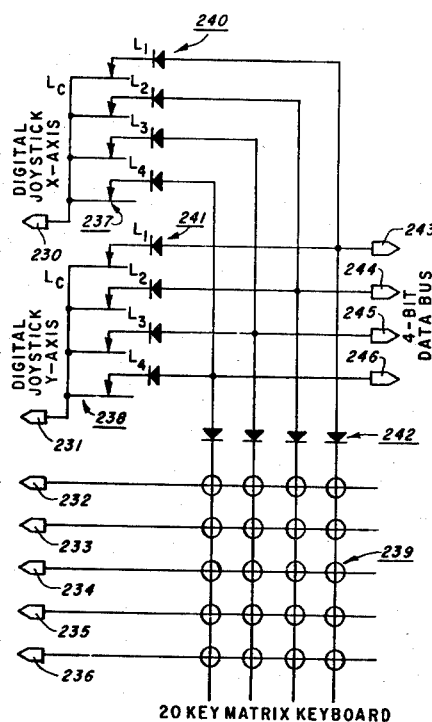 240
L1
LC
L2
L3
L4
DIGITAL
JOYSTICK
X-AXIS
237
230
241
L1
243
LC
L2
244
L3
245
L4
246
4-BIT
DATA BUS
DIGITAL
JOYSTICK
Y-AXIS
238
231
242
232
233
239
234
235
236
20 KEY MATRIX KEYBOARD